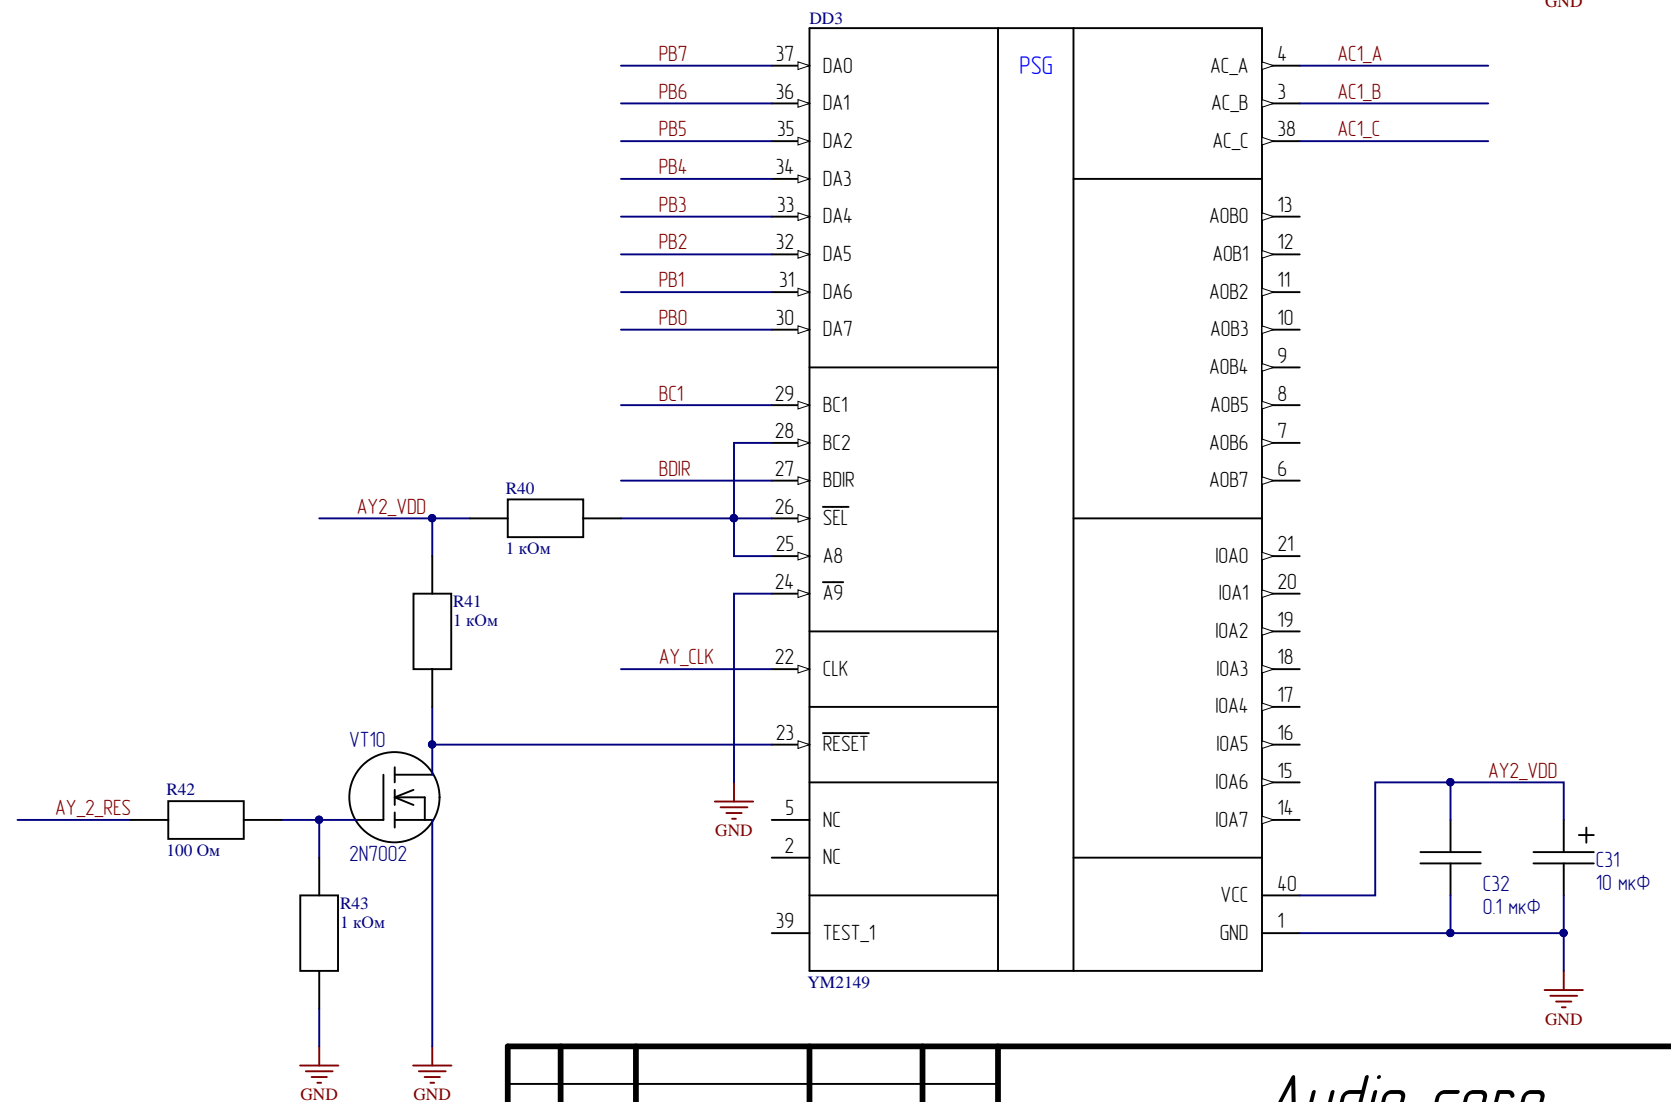 GND
DD3
PB7 37 DA0 PSG AC_A 4 AC1_A
PB6 36 DA1 AC_B 3 AC1_B
PB5 35 DA2 AC_C 38 AC1_C
PB4 34 DA3
PB3 33 DA4 AOB0 13
PB2 32 DA5 AOB1 12
PB1 31 DA6 AOB2 11
PB0 30 DA7 AOB3 10
AOB4 9
BC1 29 BC1 AOB5 8
28 BC2 AOB6 7
BDIR 27 BDIR AOB7 6
AY2_VDD R40 26 SEL
1 кОм 25 A8 IOA0 21
24 A9 IOA1 20
R41
1 кОм
IOA2 19
AY_CLK 22 CLK IOA3 18
IOA4 17
VT10 23 RESET IOA5 16
IOA6 15 AY2_VDD
AY_2_RES R42 GND 5 NC IOA7 14
100 Ом 2N7002 2 NC +
C31
10 мкФ
C32
0.1 мкФ
R43
1 кОм
VCC 40
39 TEST_1 GND 1
YM2149
GND
GND GND
Audio core